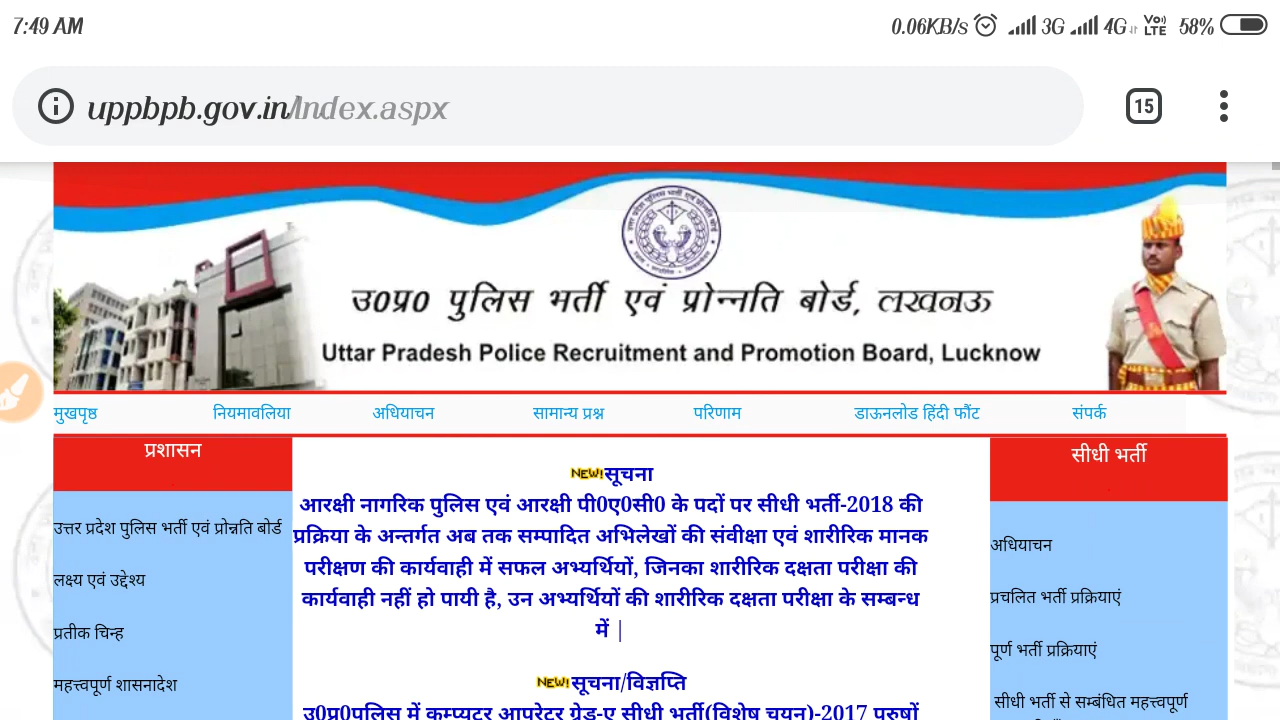 7:49 AM
0.06KB/s 3G 4G Vo)) LTE 58%
uppbpb.gov.in/Index.aspx
15
उ0प्र0 पुलिस भर्ती एवं प्रोन्नति बोर्ड, लखनऊ
Uttar Pradesh Police Recruitment and Promotion Board, Lucknow
मुखपृष्ठ नियमावलिया अधियाचन सामान्य प्रश्न परिणाम डाऊनलोड हिंदी फौंट संपर्क
प्रशासन
उत्तर प्रदेश पुलिस भर्ती एवं प्रोन्नति बोर्ड
लक्ष्य एवं उद्देश्य
प्रतीक चिन्ह
महत्त्वपूर्ण शासनादेश
NEW! सूचना
आरक्षी नागरिक पुलिस एवं आरक्षी पी0ए0सी0 के पदों पर सीधी भर्ती-2018 की
प्रक्रिया के अन्तर्गत अब तक सम्पादित अभिलेखों की संवीक्षा एवं शारीरिक मानक
परीक्षण की कार्यवाही में सफल अभ्यर्थियों, जिनका शारीरिक दक्षता परीक्षा की
कार्यवाही नहीं हो पायी है, उन अभ्यर्थियों की शारीरिक दक्षता परीक्षा के सम्बन्ध
में |
NEW! सूचना/विज्ञप्ति
उ0प्र0पुलिस में कम्प्यूटर आपरेटर ग्रेड-ए सीधी भर्ती(विशेष चयन)-2017 पुरुषों
सीधी भर्ती
अधियाचन
प्रचलित भर्ती प्रक्रियाएं
पूर्ण भर्ती प्रक्रियाएं
सीधी भर्ती से सम्बंधित महत्त्वपूर्ण